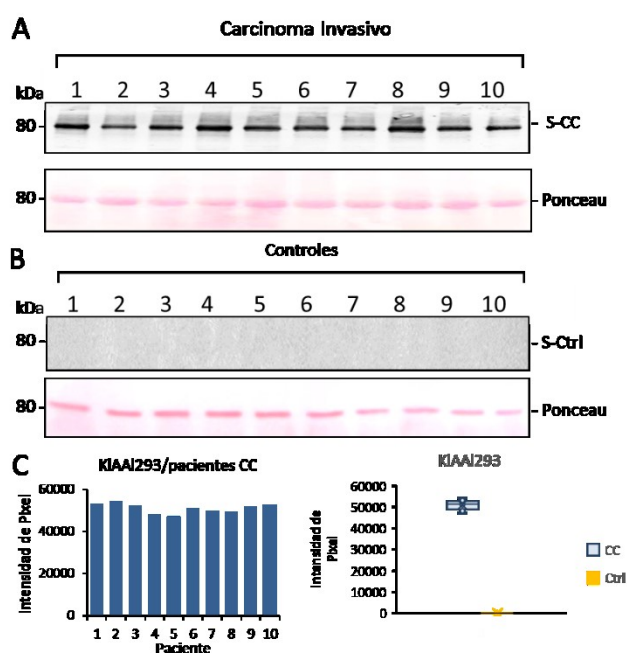 A
Carcinoma Invasivo
kDa 1 2 3 4 5 6 7 8 9 10
80 S-CC
80 Ponceau
B
Controles
kDa 1 2 3 4 5 6 7 8 9 10
80 S-Ctrl
80 Ponceau
C
KIAAI293/pacientes CC
Intensidad de Pixel
60000
40000
20000
0
1 2 3 4 5 6 7 8 9 10
Paciente
KIAAI293
Intensidad de
Pixel
60000
50000
40000
30000
20000
10000
0
CC
Ctrl